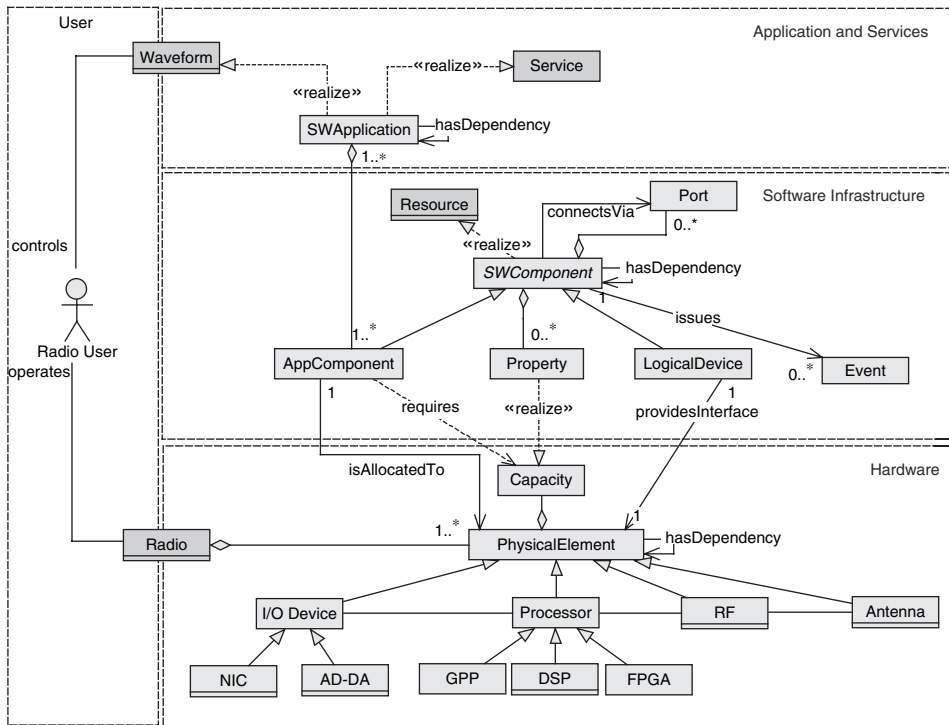 User
Application and Services
Waveform
«realize»
Service
«realize»
SWApplication
hasDependency
1..*
Software Infrastructure
Port
Resource
connectsVia
0..*
«realize»
controls
SWComponent
hasDependency
1
issues
Radio User
operates
1..*
0..*
AppComponent
Property
LogicalDevice
Event
0..*
1
1
requires
«realize»
providesInterface
isAllocatedTo
Hardware
Capacity
1
1..*
Radio
PhysicalElement
hasDependency
I/O Device
Processor
RF
Antenna
NIC
AD-DA
GPP
DSP
FPGA